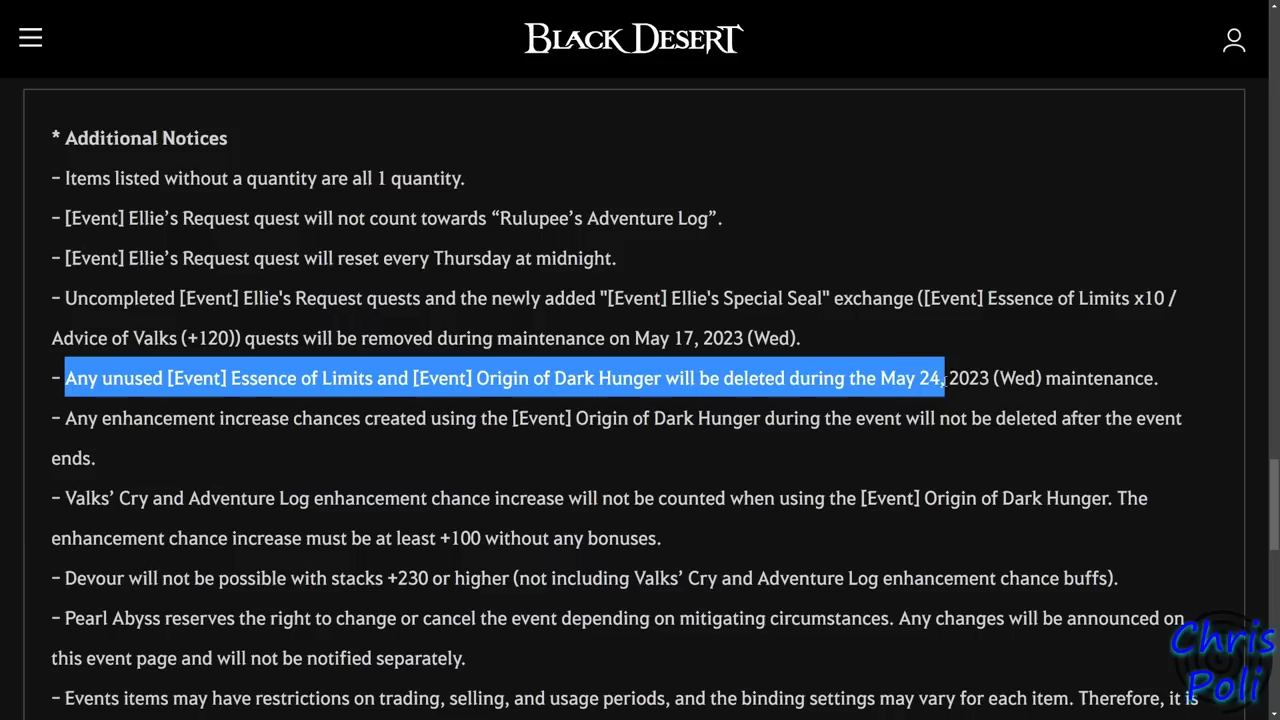 BLACK DESERT
* Additional Notices
– Items listed without a quantity are all 1 quantity.
– [Event] Ellie’s Request quest will not count towards “Rulupee’s Adventure Log”.
– [Event] Ellie’s Request quest will reset every Thursday at midnight.
– Uncompleted [Event] Ellie's Request quests and the newly added "[Event] Ellie's Special Seal" exchange ([Event] Essence of Limits x10 /
Advice of Valks (+120)) quests will be removed during maintenance on May 17, 2023 (Wed).
– Any unused [Event] Essence of Limits and [Event] Origin of Dark Hunger will be deleted during the May 24, 2023 (Wed) maintenance.
– Any enhancement increase chances created using the [Event] Origin of Dark Hunger during the event will not be deleted after the event
ends.
– Valks’ Cry and Adventure Log enhancement chance increase will not be counted when using the [Event] Origin of Dark Hunger. The
enhancement chance increase must be at least +100 without any bonuses.
– Devour will not be possible with stacks +230 or higher (not including Valks’ Cry and Adventure Log enhancement chance buffs).
– Pearl Abyss reserves the right to change or cancel the event depending on mitigating circumstances. Any changes will be announced on
this event page and will not be notified separately.
– Events items may have restrictions on trading, selling, and usage periods, and the binding settings may vary for each item. Therefore, it is
Chris
Poli